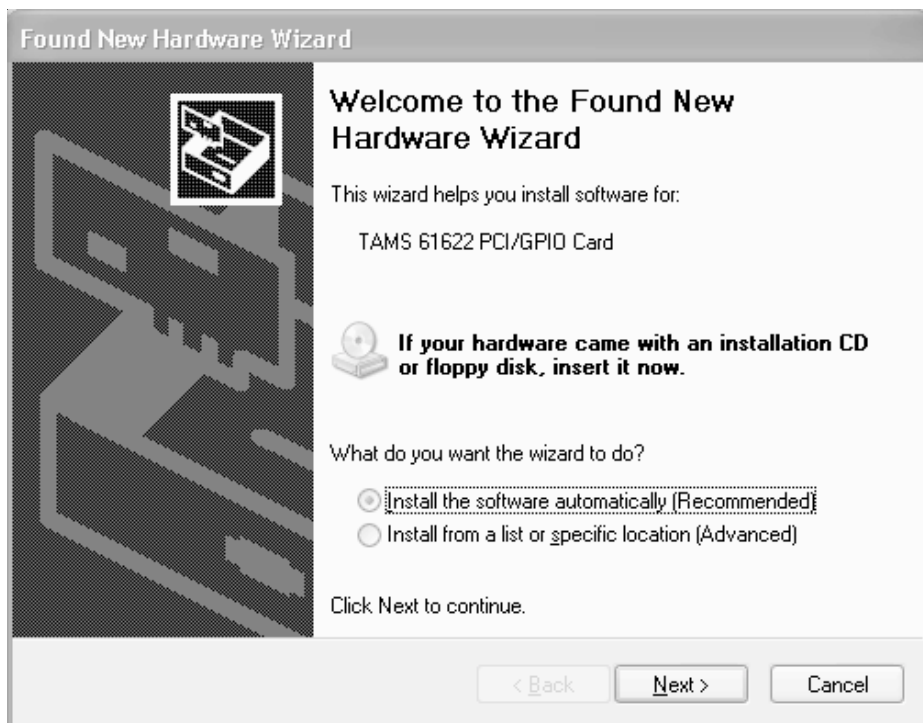 Found New Hardware Wizard
Welcome to the Found New
Hardware Wizard
This wizard helps you install software for:
TAMS 61622 PCI/GPIO Card
If your hardware came with an installation CD
or floppy disk, insert it now.
What do you want the wizard to do?
Install the software automatically (Recommended)
Install from a list or specific location (Advanced)
Click Next to continue.
< Back
Next >
Cancel